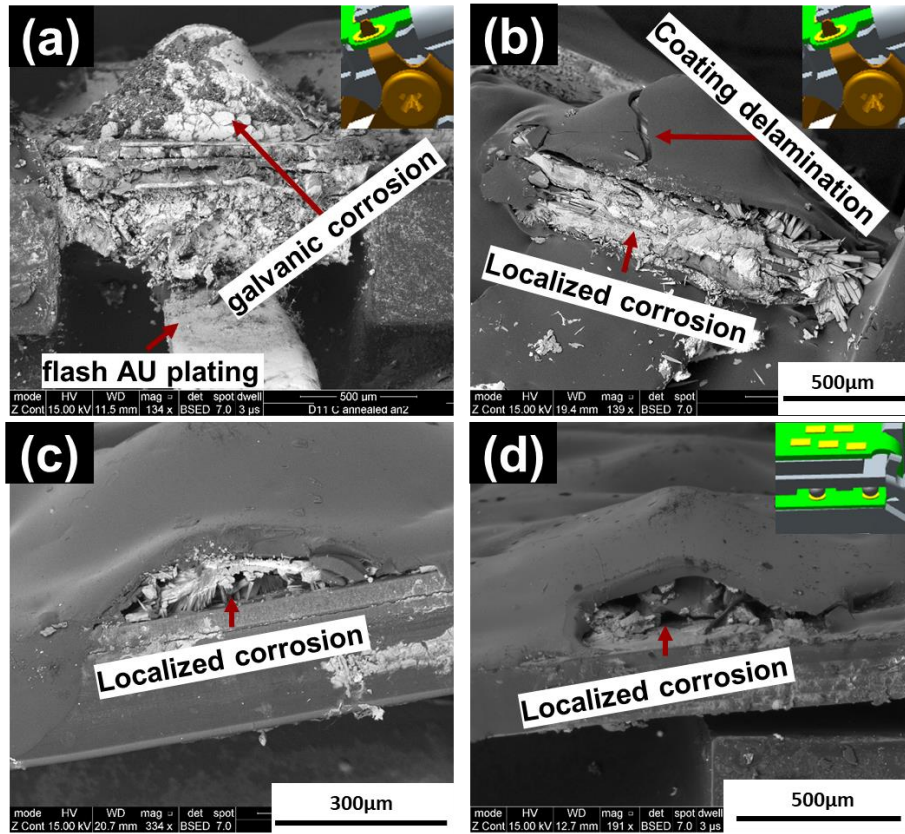 (a)
galvanic corrosion
flash AU plating
mode HV WD mag det spot dwell
Z Cont 15.00 kV 11.5 mm 134 x BSED 7.0 3 µs
500 µm
D11 C annealed an2
(b)
Coating delamination
Localized corrosion
mode HV WD mag det spot
Z Cont 15.00 kV 19.4 mm 139 x BSED 7.0
500µm
(c)
Localized corrosion
mode HV WD mag det spot
Z Cont 15.00 kV 20.7 mm 334 x BSED 7.0
300µm
(d)
Localized corrosion
mode HV WD mag det spot dwell
Z Cont 15.00 kV 12.7 mm 191 x BSED 7.0 3 µs
500µm